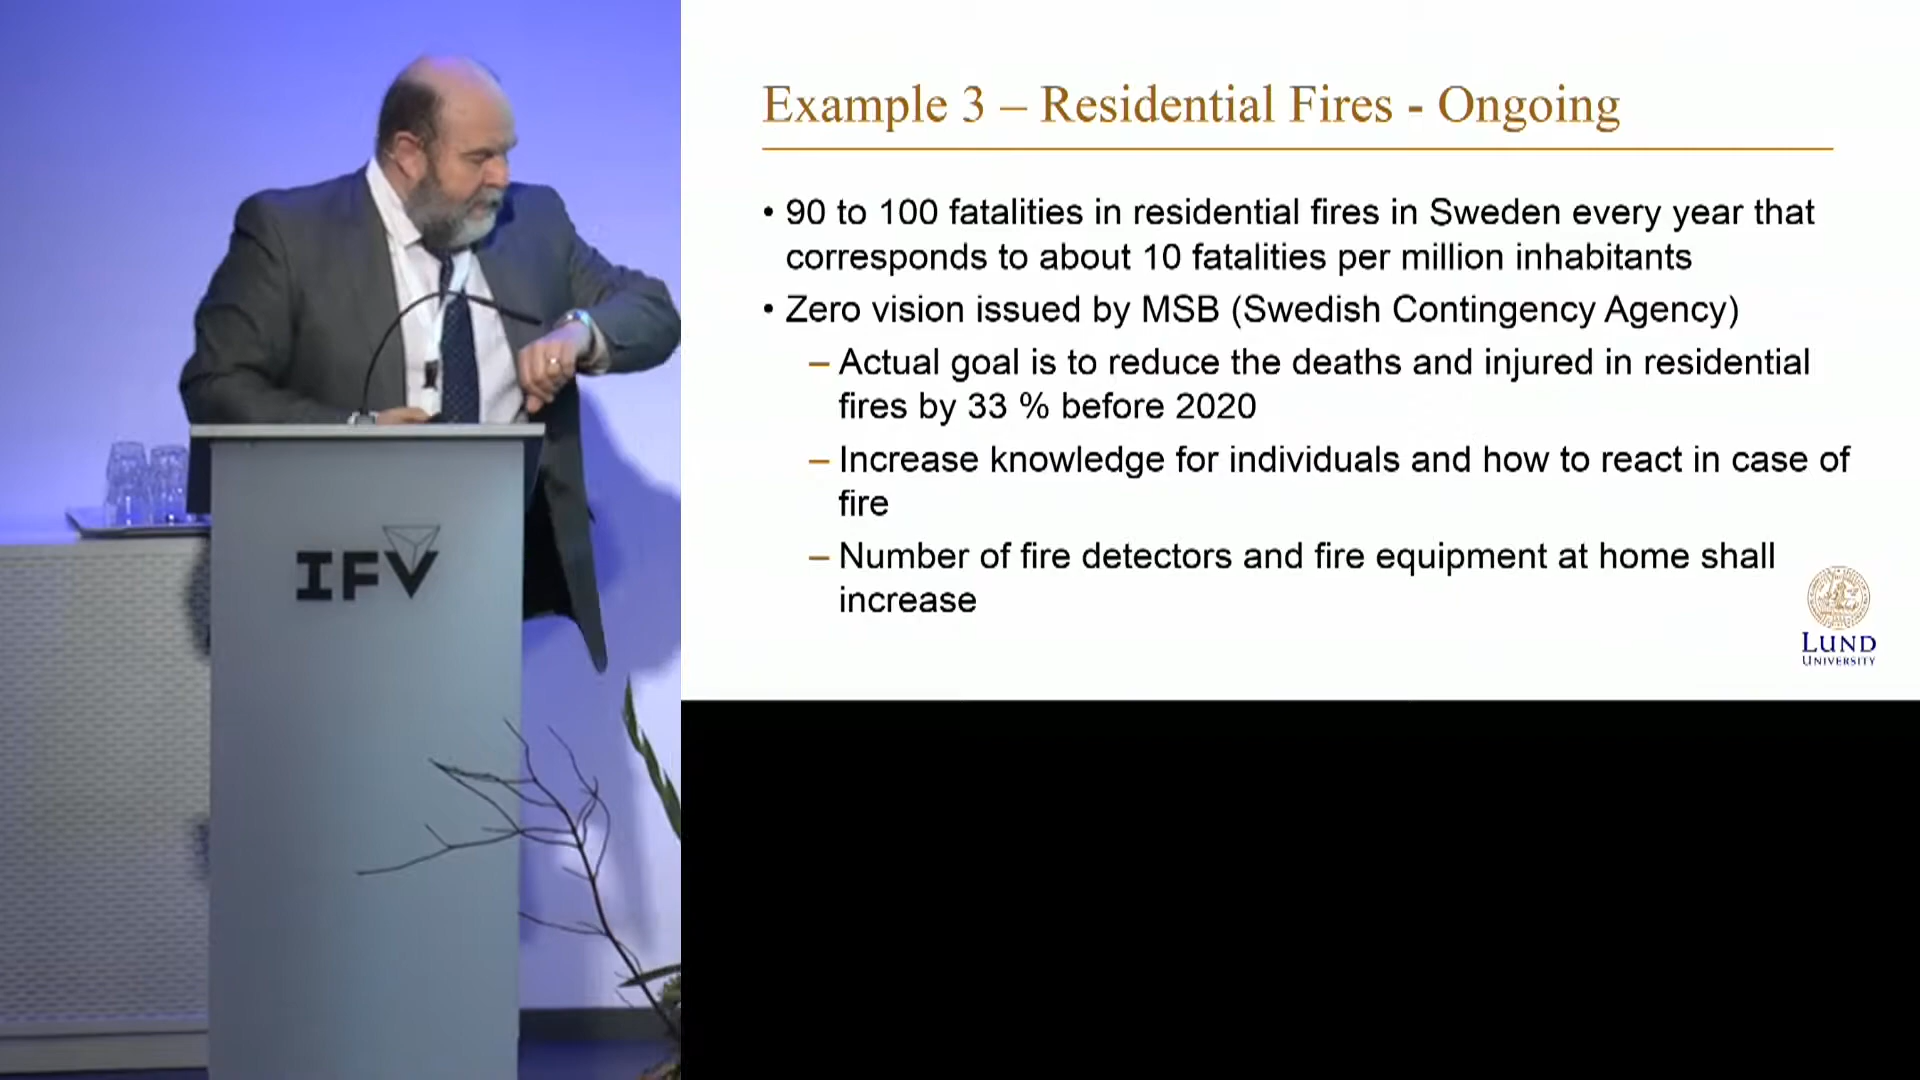 Example 3 – Residential Fires - Ongoing
• 90 to 100 fatalities in residential fires in Sweden every year that
corresponds to about 10 fatalities per million inhabitants
• Zero vision issued by MSB (Swedish Contingency Agency)
– Actual goal is to reduce the deaths and injured in residential
fires by 33 % before 2020
– Increase knowledge for individuals and how to react in case of
fire
– Number of fire detectors and fire equipment at home shall
increase
LUND
UNIVERSITY
IFV